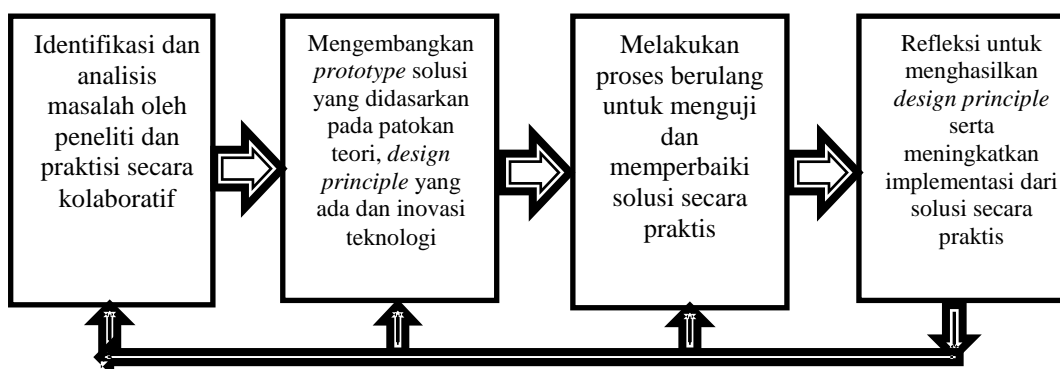 Identifikasi dan
analisis
masalah oleh
peneliti dan
praktisi secara
kolaboratif
Mengembangkan
prototype solusi
yang didasarkan
pada patokan
teori, design
principle yang
ada dan inovasi
teknologi
Melakukan
proses berulang
untuk menguji
dan
memperbaiki
solusi secara
praktis
Refleksi untuk
menghasilkan
design principle
serta
meningkatkan
implementasi dari
solusi secara
praktis